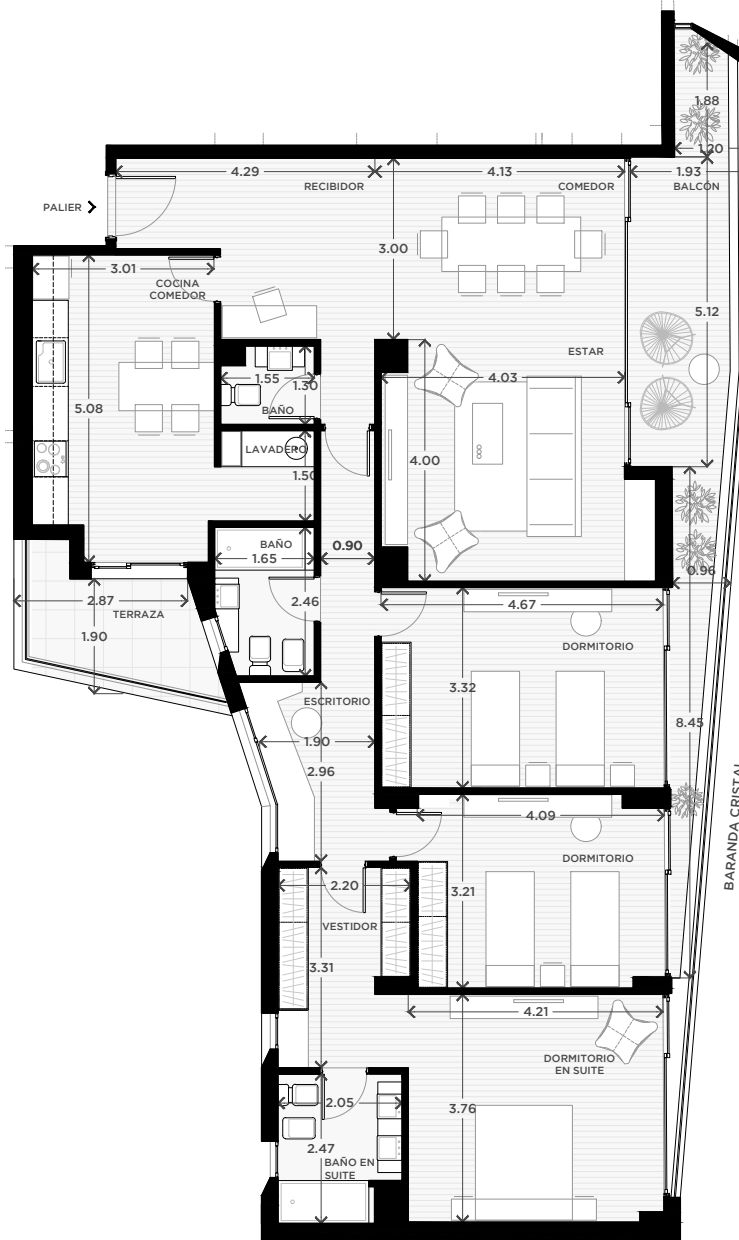 1.88
1.20
4.29
4.13
1.93
RECIBIDOR
COMEDOR
BALCÓN
PALIER
3.00
3.01
COCINA
COMEDOR
5.12
ESTAR
1.55
1.30
4.03
BAÑO
5.08
LAVADERO
4.00
1.50
BAÑO
1.65
0.90
0.96
2.87
TERRAZA
2.46
4.67
1.90
DORMITORIO
3.32
ESCRITORIO
8.45
1.90
2.96
BARANDA CRISTAL
4.09
DORMITORIO
2.20
3.21
VESTIDOR
3.31
4.21
DORMITORIO
EN SUITE
2.05
3.76
2.47
BAÑO EN
SUITE